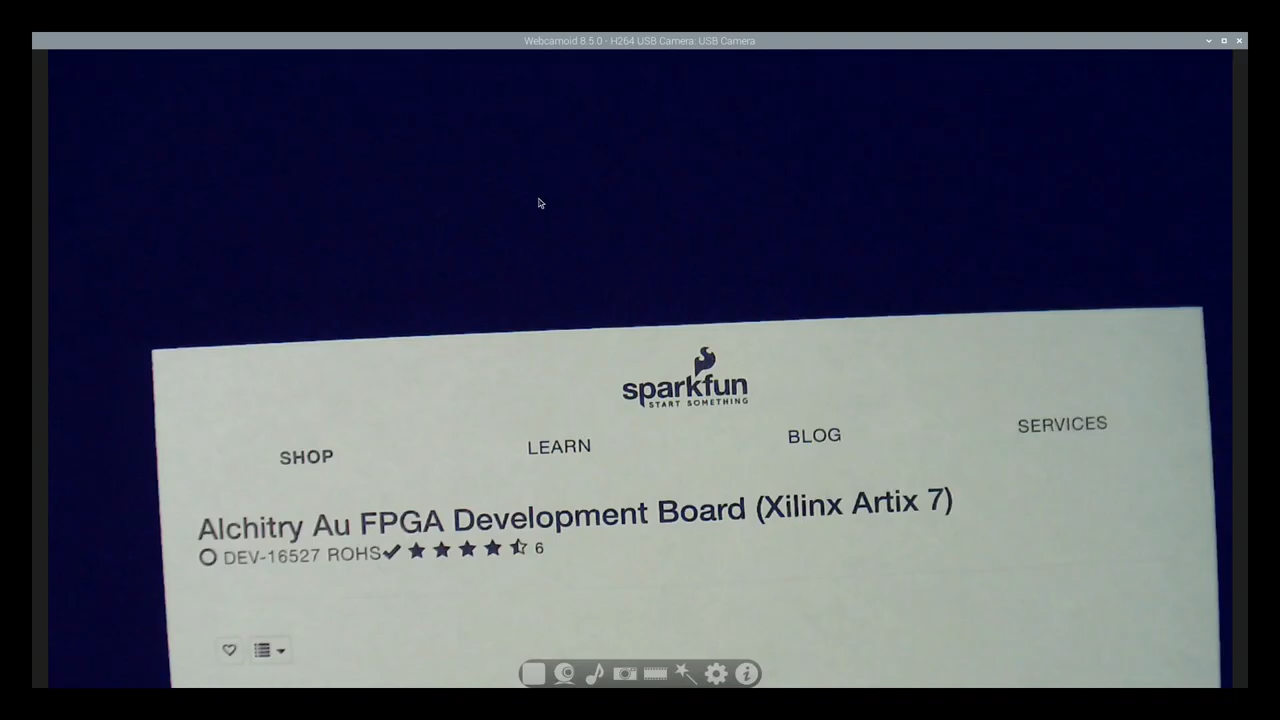 Webcamoid 8.5.0 - H264 USB Camera: USB Camera
sparkfun
START SOMETHING
SHOP LEARN BLOG SERVICES
Alchitry Au FPGA Development Board (Xilinx Artix 7)
DEV-16527 ROHS✔ 6